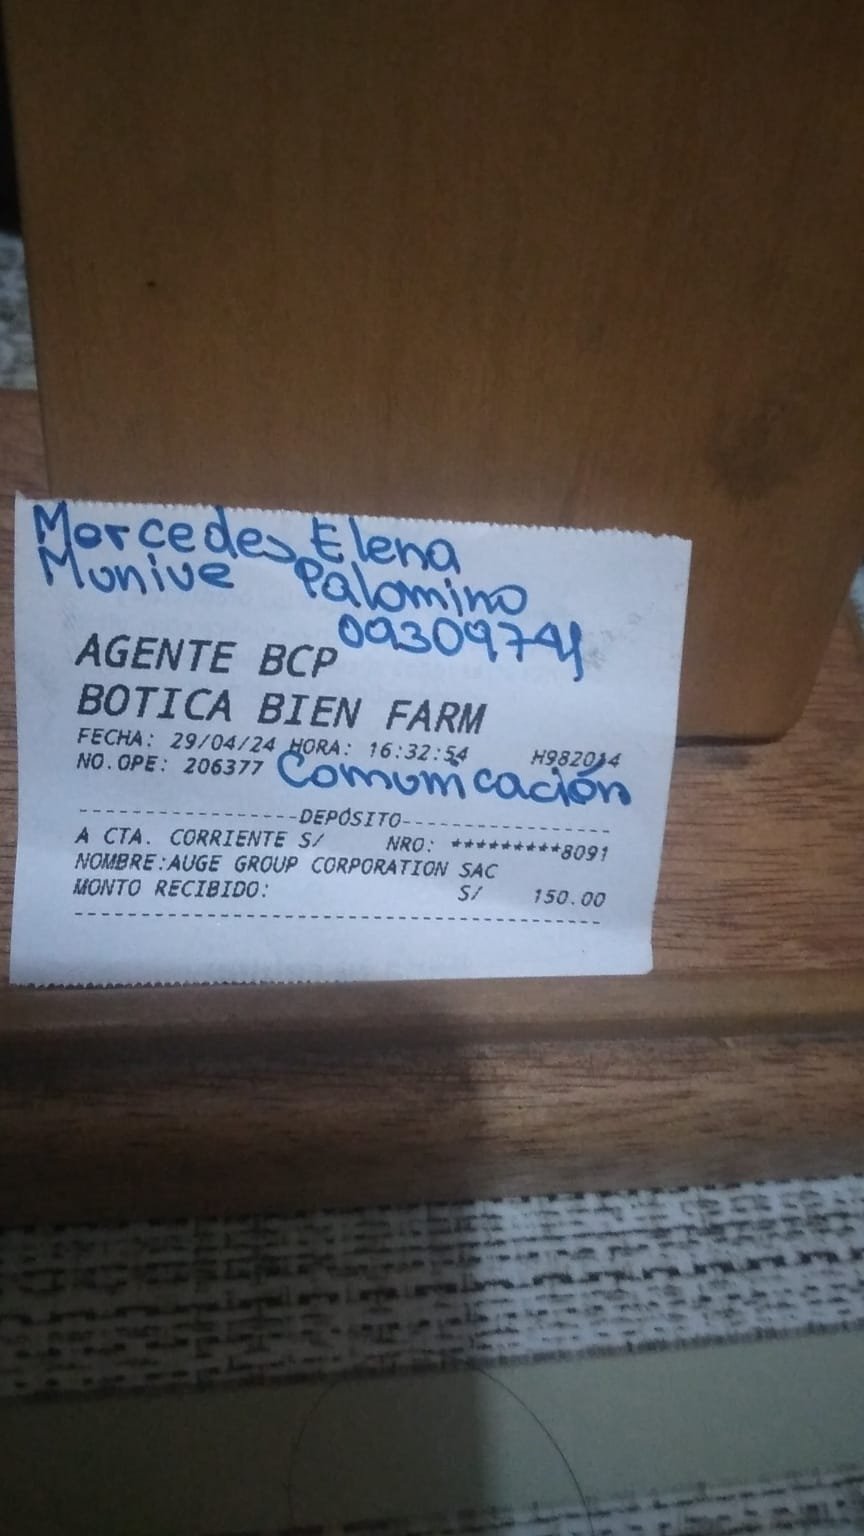 Mercedes Elena
Munive Palomino
09309741
AGENTE BCP
BOTICA BIEN FARM
FECHA: 29/04/24 HORA: 16:32:54 H982014
NO.OPE: 206377 Comunicación
------------------DEPÓSITO------------------
A CTA. CORRIENTE S/ NRO: *********8091
NOMBRE:AUGE GROUP CORPORATION SAC
MONTO RECIBIDO: S/ 150.00